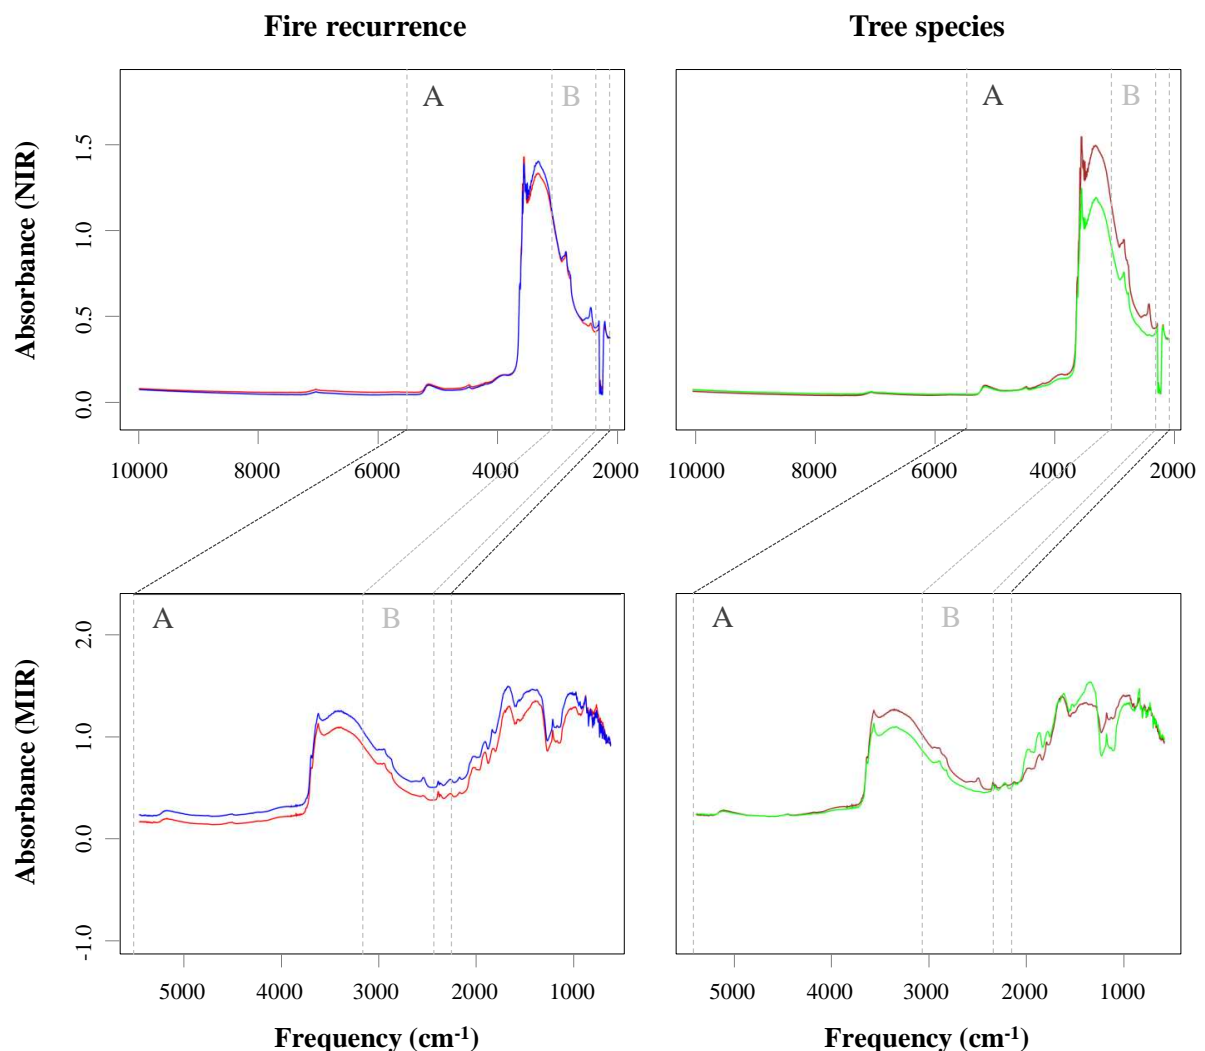 Fire recurrence
Tree species
A
B
A
B
Absorbance (NIR)
1.5
1.0
0.5
0.0
10000 8000 6000 4000 2000
10000 8000 6000 4000 2000
A
B
A
B
Absorbance (MIR)
2.0
1.0
0.0
-1.0
5000 4000 3000 2000 1000
5000 4000 3000 2000 1000
Frequency (cm⁻¹)
Frequency (cm⁻¹)